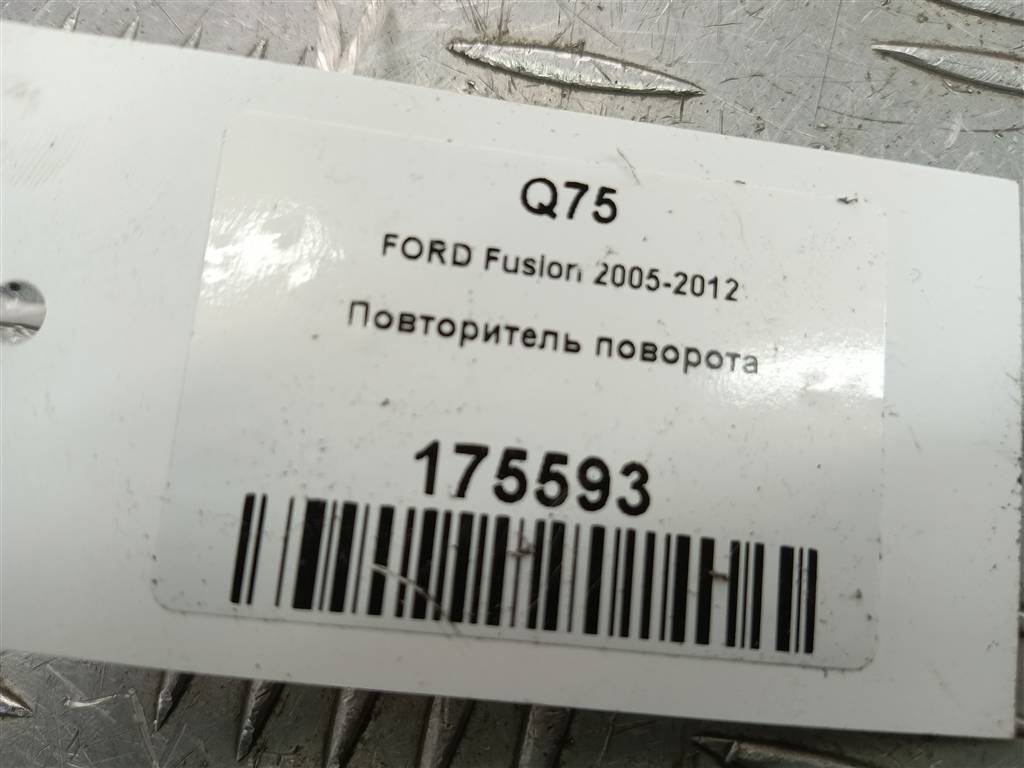 Q75
FORD Fusion 2005-2012
Повторитель поворота
175593